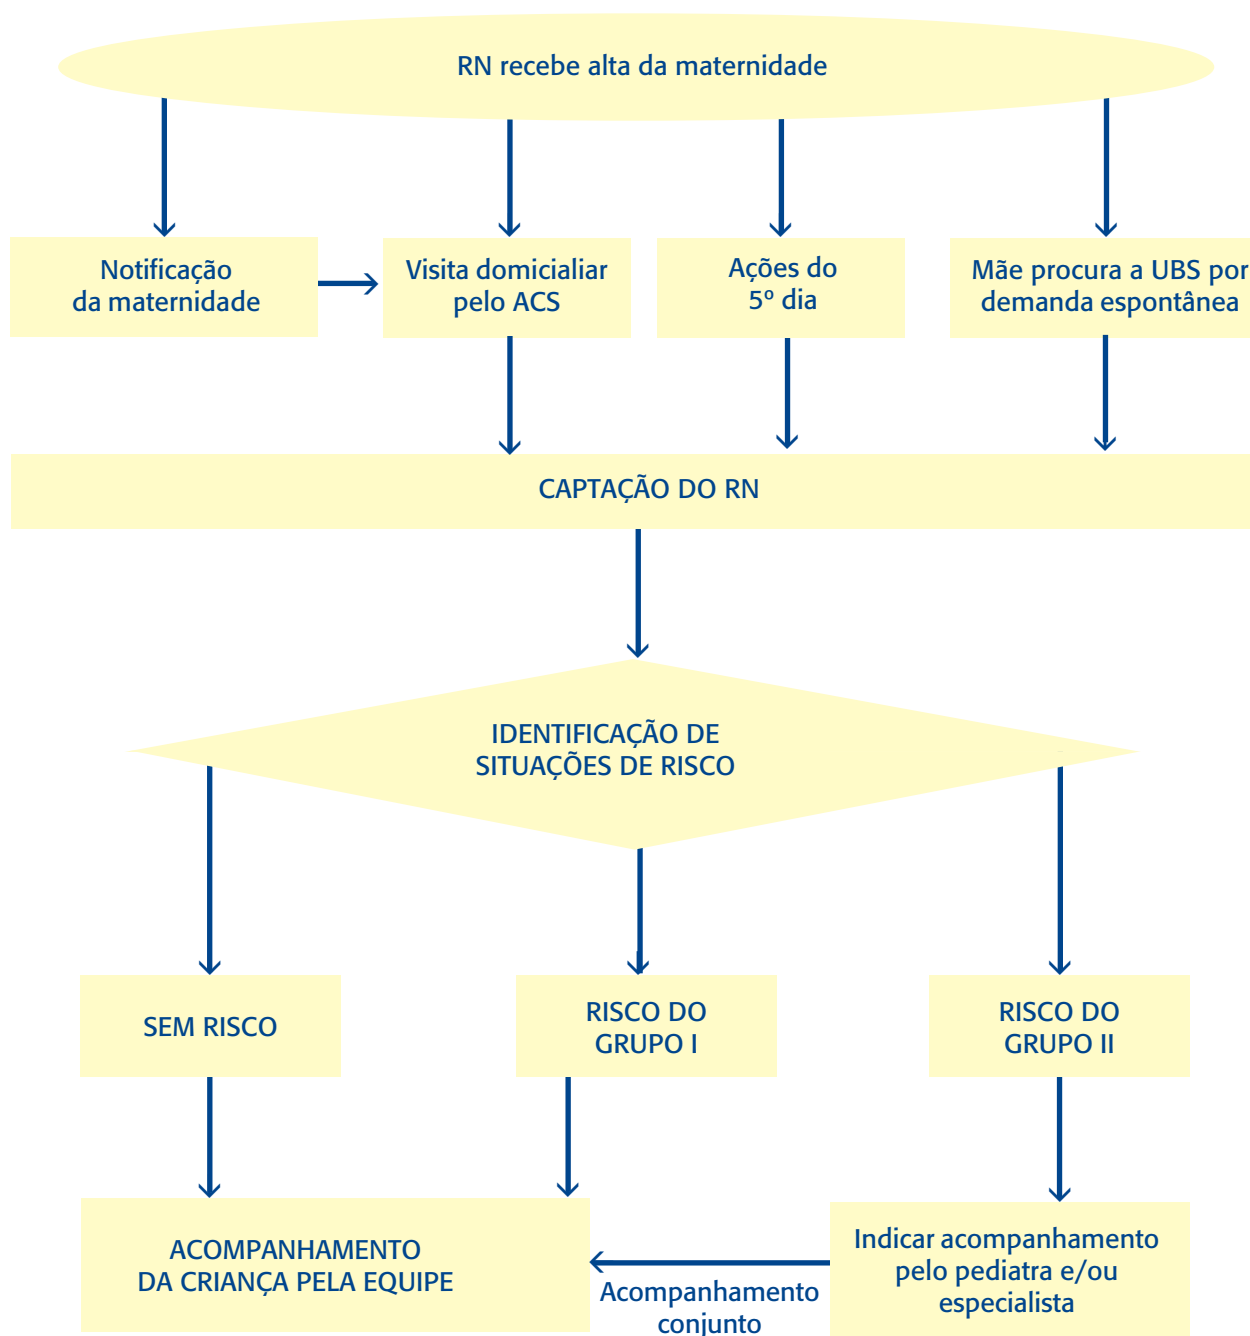 RN recebe alta da maternidade
Notificação
da maternidade
Visita domicialiar
pelo ACS
Ações do
5º dia
Mãe procura a UBS por
demanda espontânea
CAPTAÇÃO DO RN
IDENTIFICAÇÃO DE
SITUAÇÕES DE RISCO
SEM RISCO
RISCO DO
GRUPO I
RISCO DO
GRUPO II
ACOMPANHAMENTO
DA CRIANÇA PELA EQUIPE
Acompanhamento
conjunto
Indicar acompanhamento
pelo pediatra e/ou
especialista